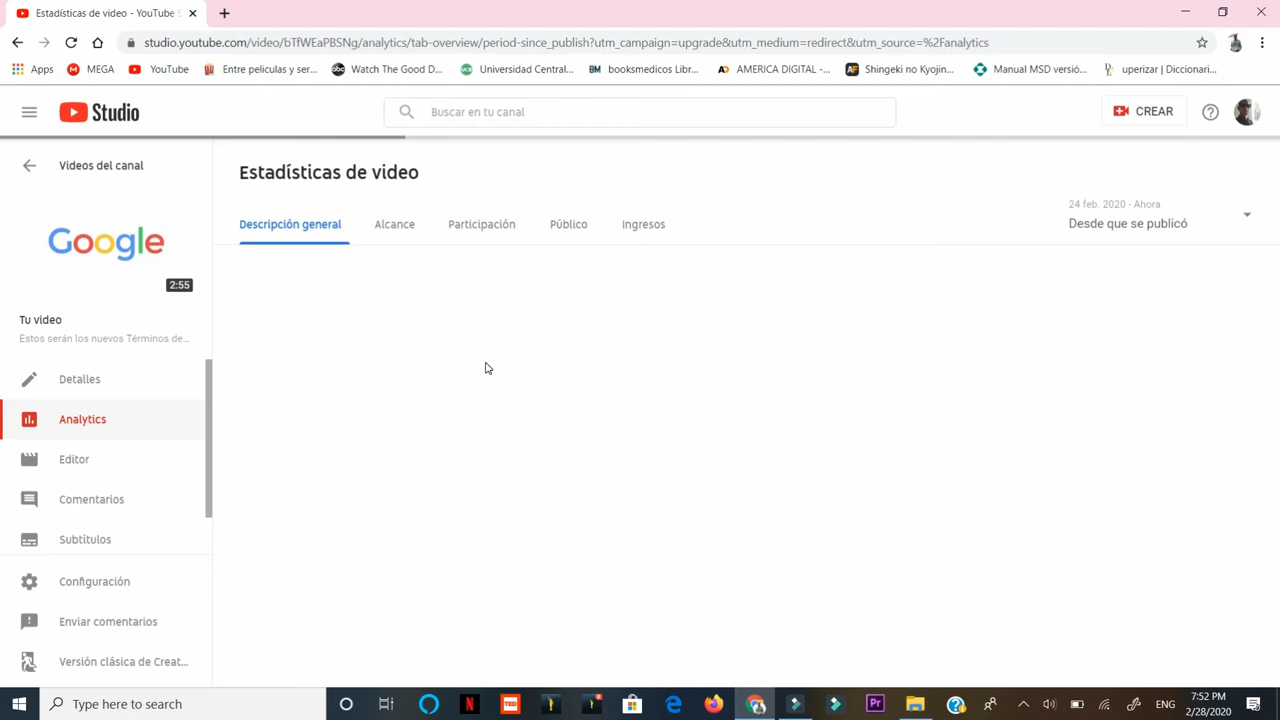 Estadísticas de video - YouTube S
studio.youtube.com/video/bTfWEaPBSNg/analytics/tab-overview/period-since_publish?utm_campaign=upgrade&utm_medium=redirect&utm_source=%2Fanalytics
Apps
MEGA
YouTube
Entre peliculas y ser...
Watch The Good D...
Universidad Central...
booksmedicos Libr...
AMERICA DIGITAL -...
Shingeki no Kyojin...
Manual MSD versió...
uperizar | Diccionari...
Studio
Buscar en tu canal
CREAR
Videos del canal
Google
2:55
Tu video
Estos serán los nuevos Términos de...
Detalles
Analytics
Editor
Comentarios
Subtítulos
Configuración
Enviar comentarios
Versión clásica de Creat...
Estadísticas de video
Descripción general
Alcance
Participación
Público
Ingresos
24 feb. 2020 - Ahora
Desde que se publicó
Type here to search
N
TED
Pr
ENG
7:52 PM
2/28/2020